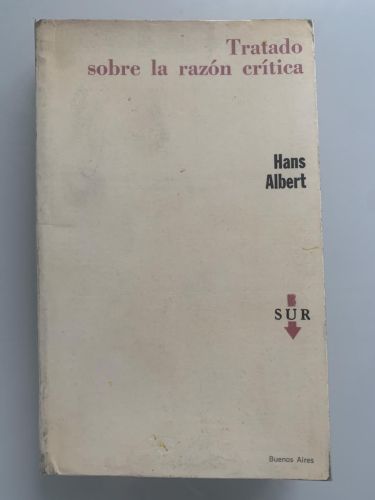 Tratado
sobre la razón crítica
Hans
Albert
SUR
Buenos Aires